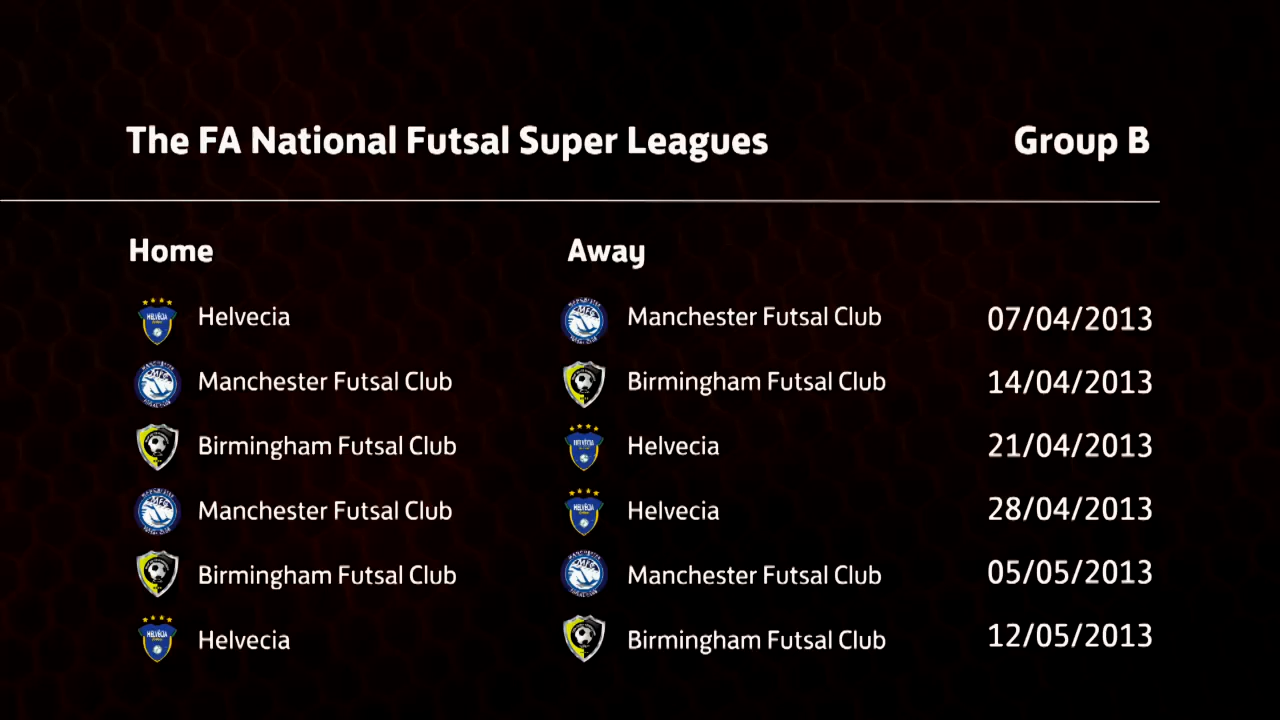 The FA National Futsal Super Leagues Group B
Home Away
Helvecia Manchester Futsal Club 07/04/2013
Manchester Futsal Club Birmingham Futsal Club 14/04/2013
Birmingham Futsal Club Helvecia 21/04/2013
Manchester Futsal Club Helvecia 28/04/2013
Birmingham Futsal Club Manchester Futsal Club 05/05/2013
Helvecia Birmingham Futsal Club 12/05/2013